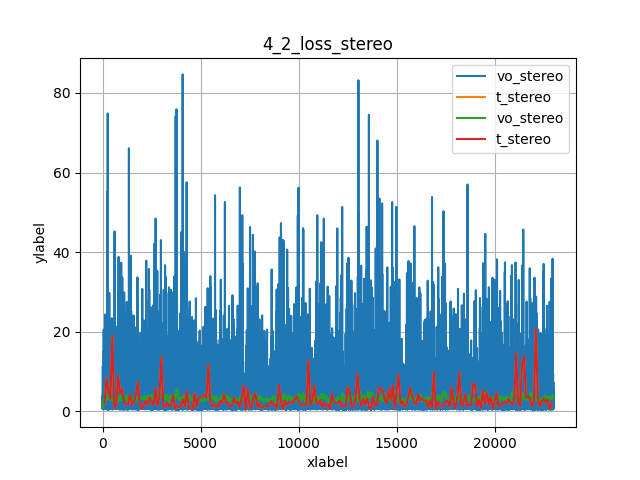 4_2_loss_stereo
vo_stereo
t_stereo
vo_stereo
t_stereo
80
60
40
20
0
ylabel
0 5000 10000 15000 20000
xlabel